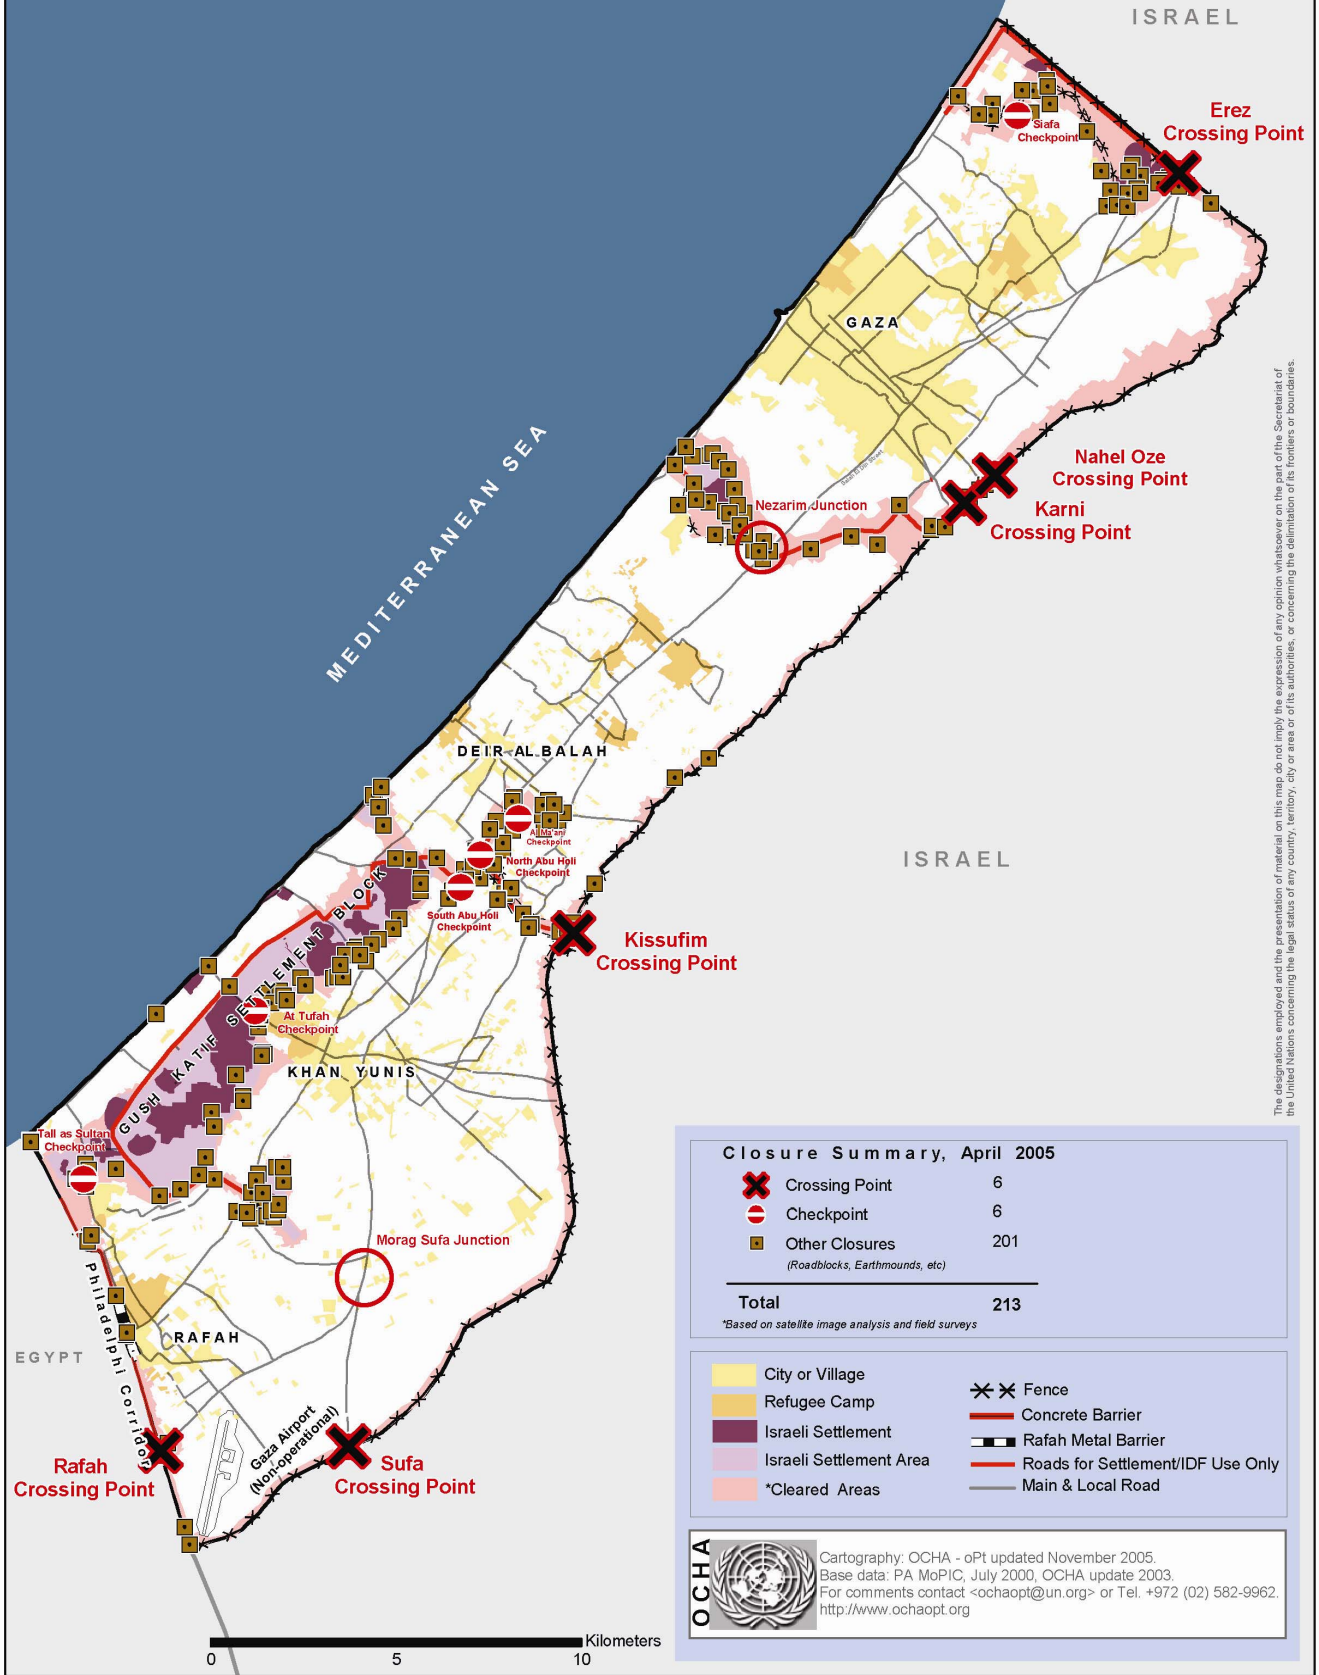 ISRAEL
Erez
Crossing Point
Siafa
Checkpoint
GAZA
MEDITERRANEAN SEA
Nahel Oze
Crossing Point
Nezarim Junction
Karni
Crossing Point
DEIR AL BALAH
Al Ma'ani
Checkpoint
North Abu Holi
Checkpoint
South Abu Holi
Checkpoint
ISRAEL
Kissufim
Crossing Point
GUSH KATIF SETTLEMENT BLOCK
At Tufah
Checkpoint
KHAN YUNIS
Tall as Sultan
Checkpoint
Morag Sufa Junction
Philadelphi Corridor
RAFAH
EGYPT
Gaza Airport
(Non-operational)
Rafah
Crossing Point
Sufa
Crossing Point
Kilometers
0 5 10
The designations employed and the presentation of material on this map do not imply the expression of any opinion whatsoever on the part of the Secretariat of
the United Nations concerning the legal status of any country, territory, city or area or of its authorities, or concerning the delimitation of its frontiers or boundaries.
Closure Summary, April 2005
Crossing Point 6
Checkpoint 6
Other Closures 201
(Roadblocks, Earthmounds, etc)
Total 213
*Based on satellite image analysis and field surveys
City or Village
Refugee Camp
Israeli Settlement
Israeli Settlement Area
*Cleared Areas
Fence
Concrete Barrier
Rafah Metal Barrier
Roads for Settlement/IDF Use Only
Main & Local Road
OCHA
Cartography: OCHA - oPt updated November 2005.
Base data: PA MoPIC, July 2000, OCHA update 2003.
For comments contact <ochaopt@un.org> or Tel. +972 (02) 582-9962.
http://www.ochaopt.org